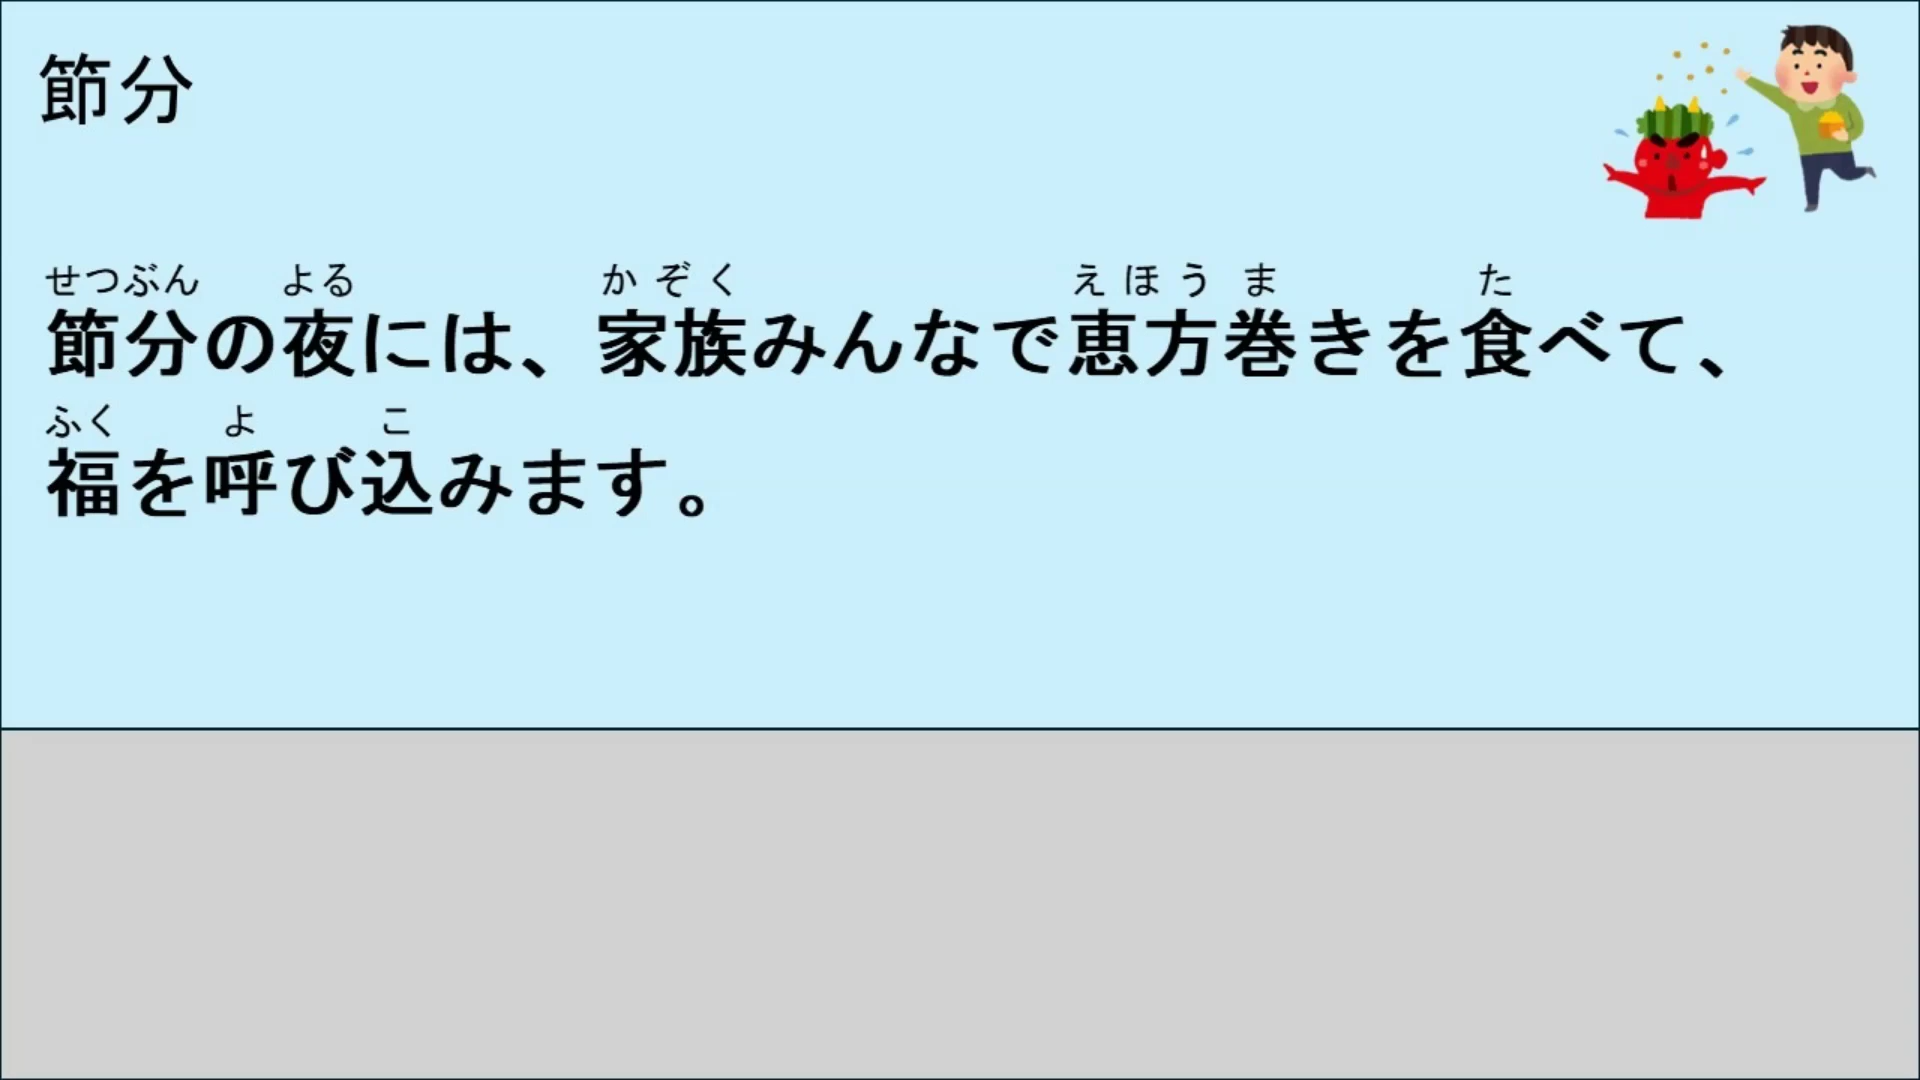 節分
せつぶん よる かぞく えほう ま た
節分の夜には、家族みんなで恵方巻きを食べて、
ふく よ こ
福を呼び込みます。